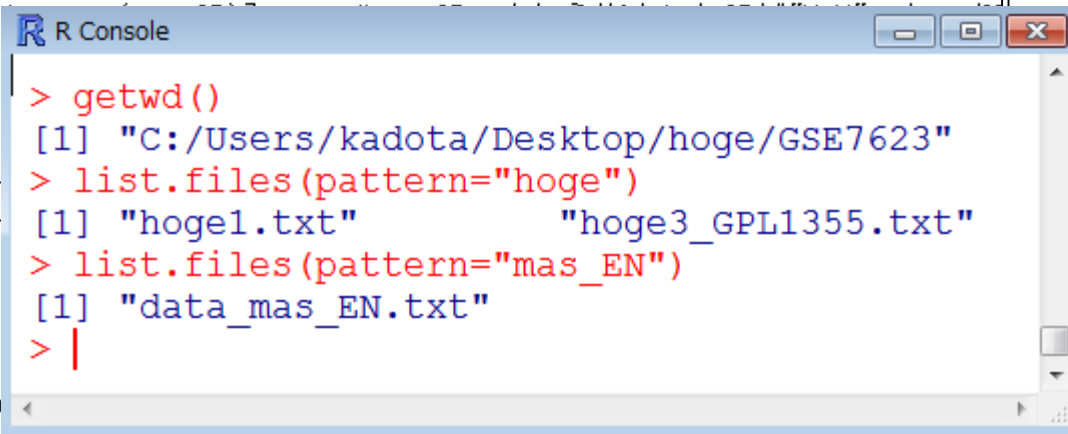 R Console
> getwd()
[1] "C:/Users/kadota/Desktop/hoge/GSE7623"
> list.files(pattern="hoge")
[1] "hoge1.txt"          "hoge3_GPL1355.txt"
> list.files(pattern="mas_EN")
[1] "data_mas_EN.txt"
>